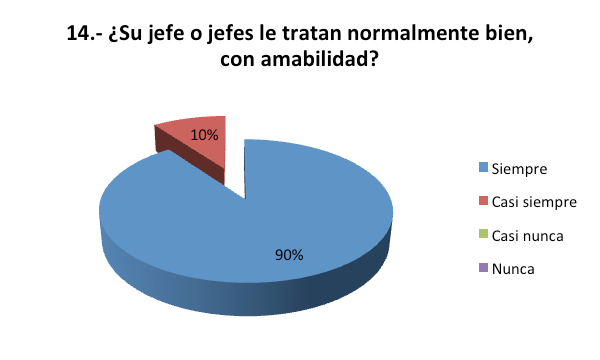 14.- ¿Su jefe o jefes le tratan normalmente bien,
con amabilidad?
10%
90%
Siempre
Casi siempre
Casi nunca
Nunca